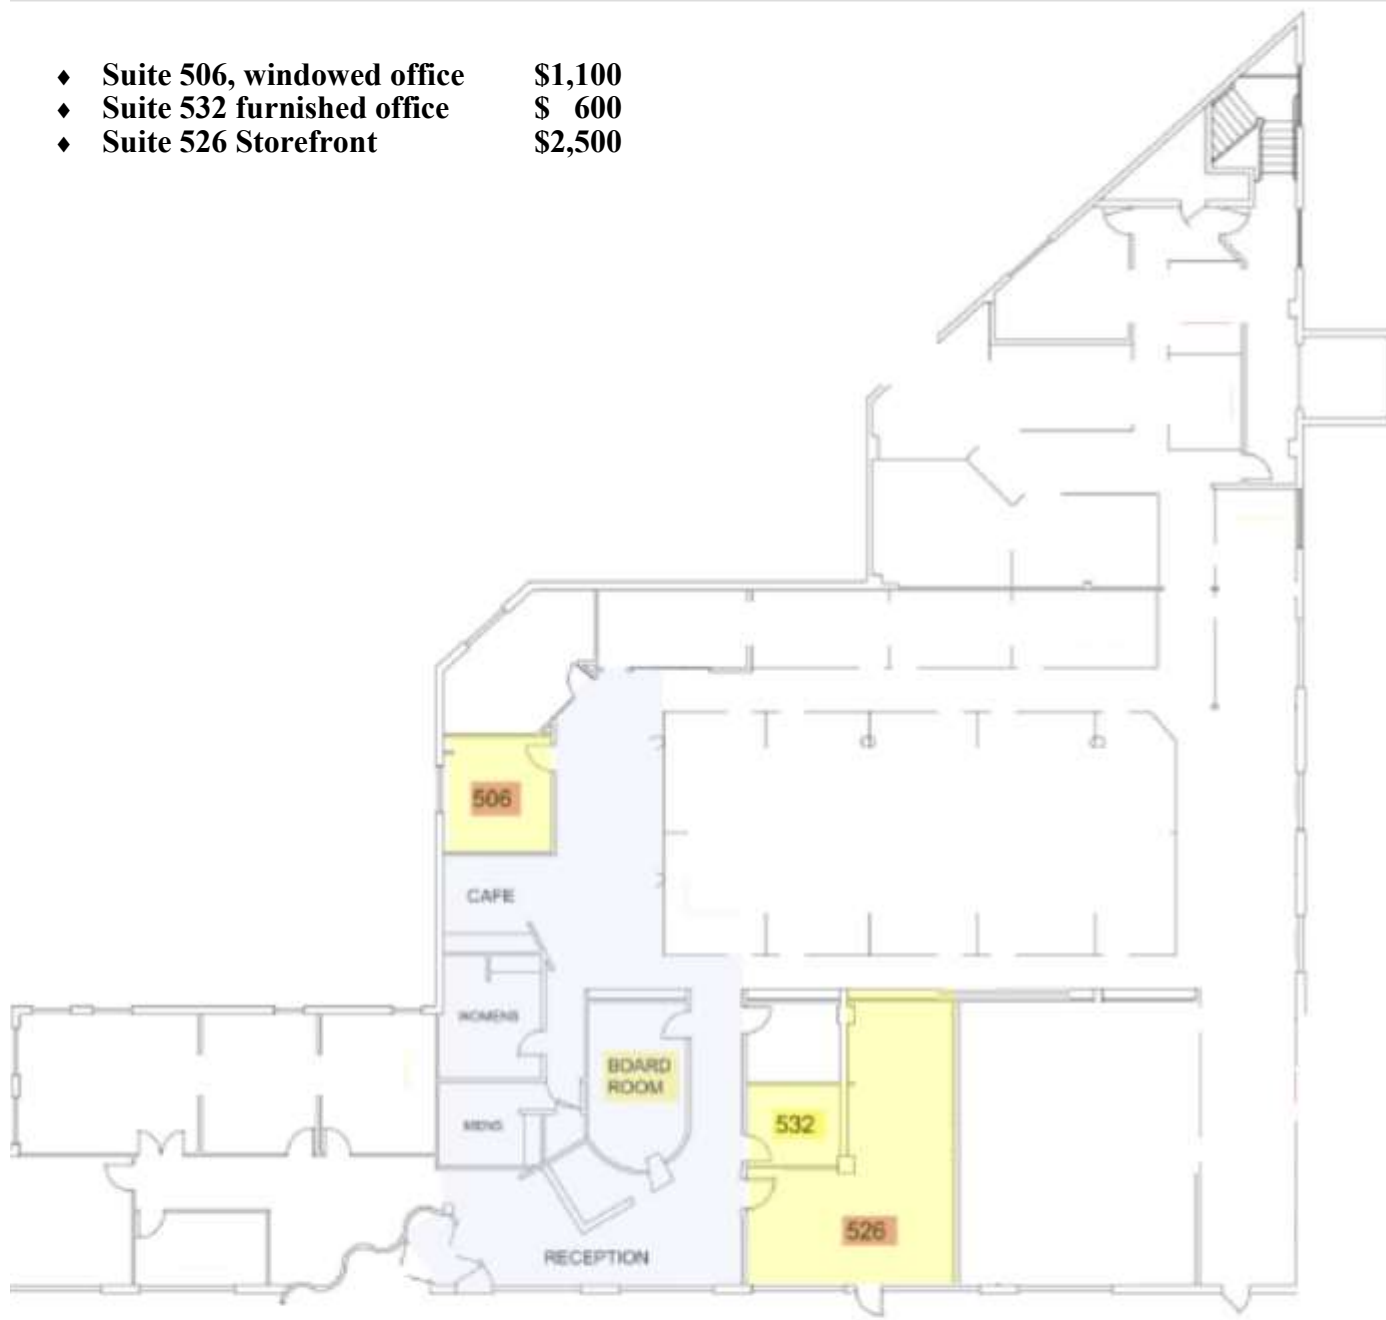 ♦ Suite 506, windowed office $1,100
♦ Suite 532 furnished office $ 600
♦ Suite 526 Storefront $2,500
506
CAFE
WOMENS
BOARD
ROOM
MENS
532
526
RECEPTION